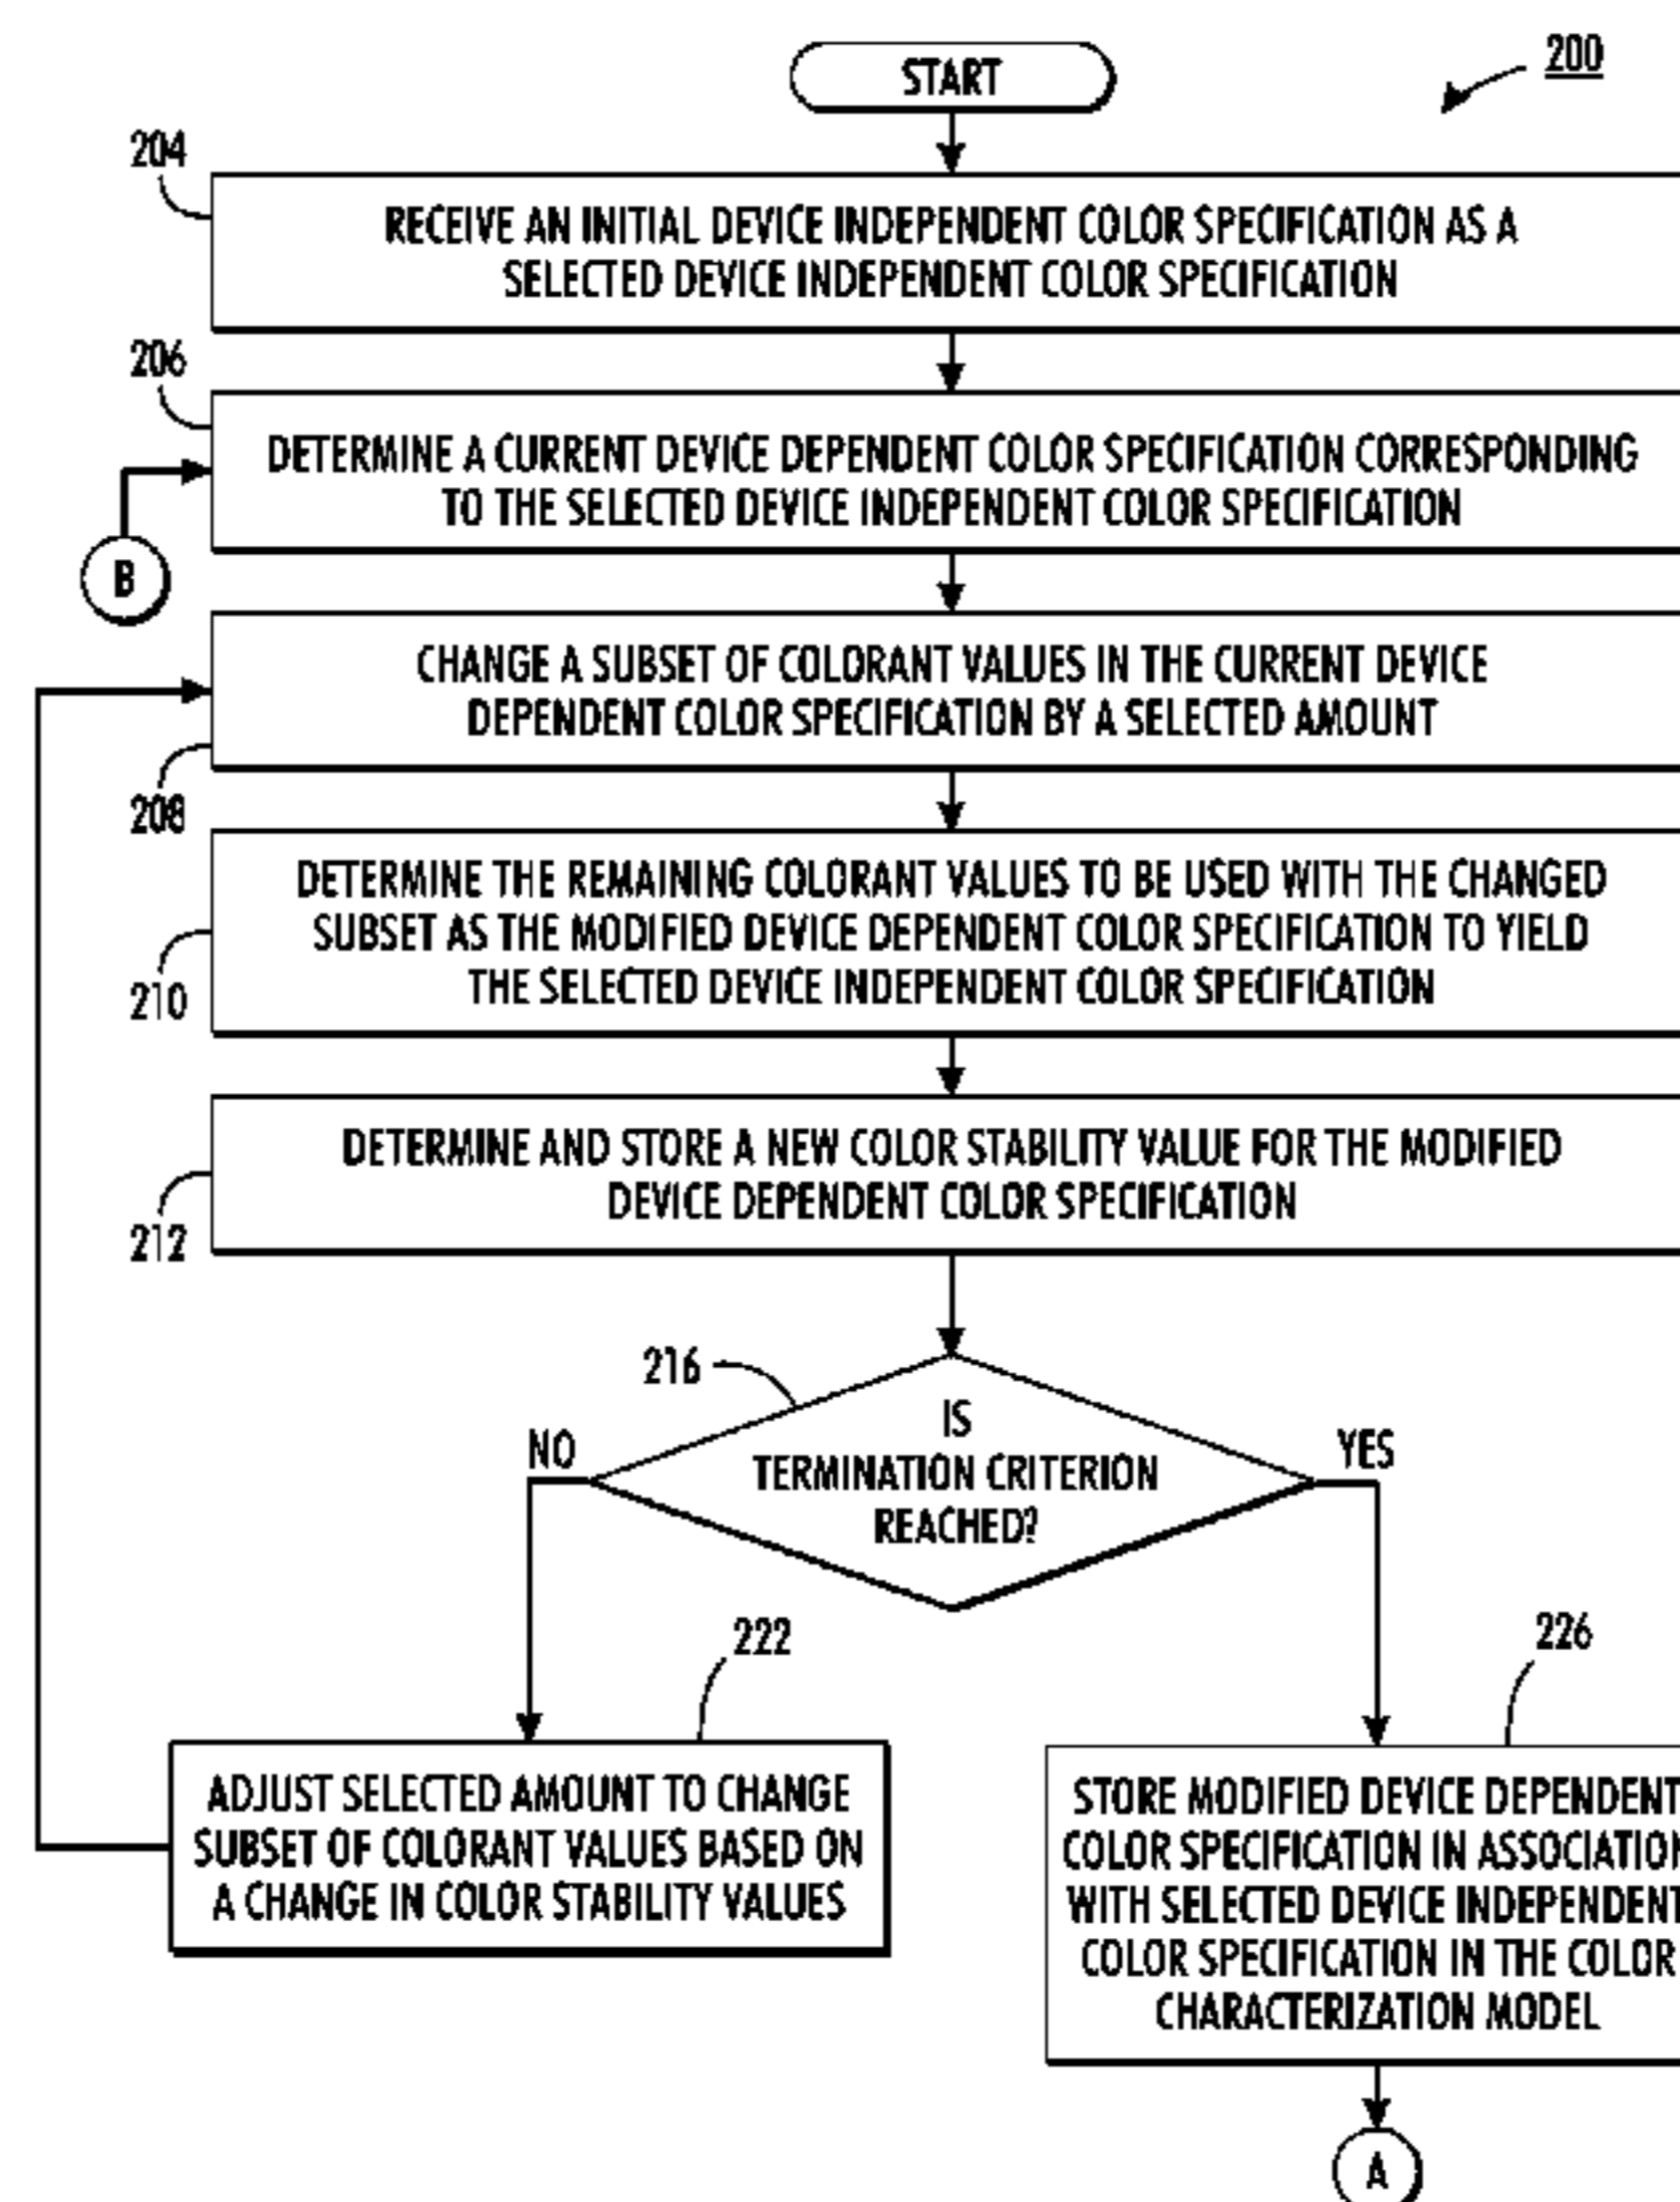 START
200
204
RECEIVE AN INITIAL DEVICE INDEPENDENT COLOR SPECIFICATION AS A
SELECTED DEVICE INDEPENDENT COLOR SPECIFICATION
206
DETERMINE A CURRENT DEVICE DEPENDENT COLOR SPECIFICATION CORRESPONDING
TO THE SELECTED DEVICE INDEPENDENT COLOR SPECIFICATION
B
CHANGE A SUBSET OF COLORANT VALUES IN THE CURRENT DEVICE
DEPENDENT COLOR SPECIFICATION BY A SELECTED AMOUNT
208
DETERMINE THE REMAINING COLORANT VALUES TO BE USED WITH THE CHANGED
SUBSET AS THE MODIFIED DEVICE DEPENDENT COLOR SPECIFICATION TO YIELD
THE SELECTED DEVICE INDEPENDENT COLOR SPECIFICATION
210
DETERMINE AND STORE A NEW COLOR STABILITY VALUE FOR THE MODIFIED
DEVICE DEPENDENT COLOR SPECIFICATION
212
216
IS
TERMINATION CRITERION
REACHED?
NO
YES
222
ADJUST SELECTED AMOUNT TO CHANGE
SUBSET OF COLORANT VALUES BASED ON
A CHANGE IN COLOR STABILITY VALUES
226
STORE MODIFIED DEVICE DEPENDENT
COLOR SPECIFICATION IN ASSOCIATION
WITH SELECTED DEVICE INDEPENDENT
COLOR SPECIFICATION IN THE COLOR
CHARACTERIZATION MODEL
A